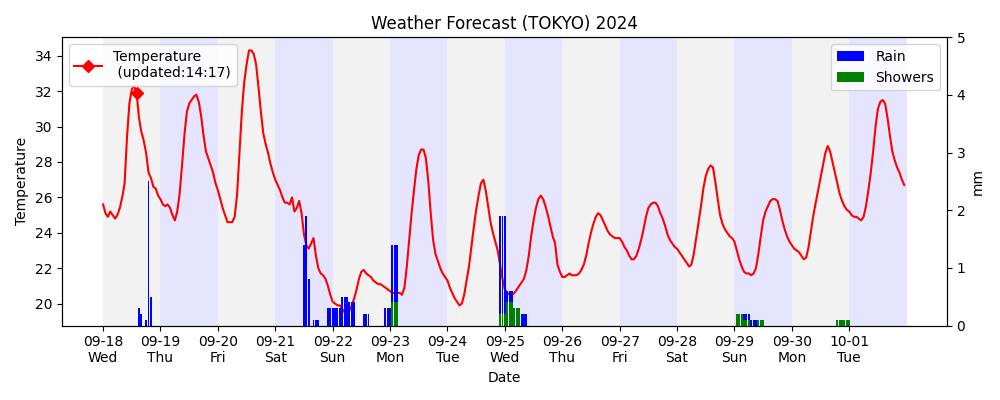 Weather Forecast (TOKYO) 2024
Temperature
(updated:14:17)
Rain
Showers
34
32
30
28
26
24
22
20
Temperature
5
4
3
2
1
0
mm
09-18 09-19 09-20 09-21 09-22 09-23 09-24 09-25 09-26 09-27 09-28 09-29 09-30 10-01
Wed Thu Fri Sat Sun Mon Tue Wed Thu Fri Sat Sun Mon Tue
Date